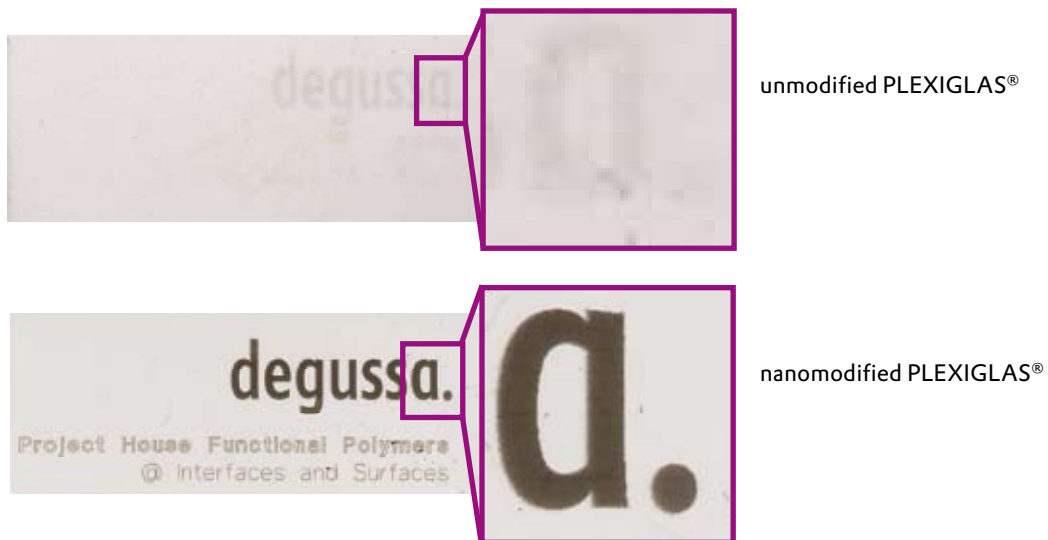 degussa.
a.
unmodified PLEXIGLAS®
degussa.
a.
nanomodified PLEXIGLAS®
Project House Functional Polymers
@ Interfaces and Surfaces